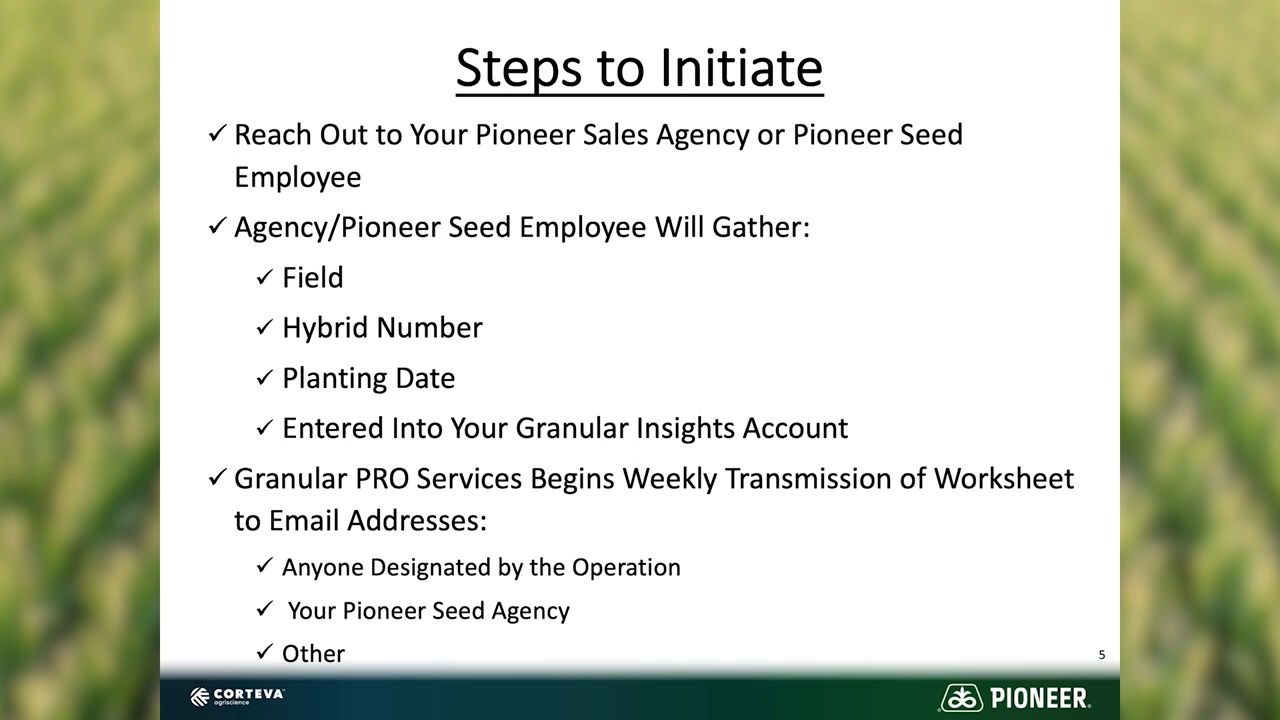 Steps to Initiate
✓ Reach Out to Your Pioneer Sales Agency or Pioneer Seed
Employee
✓ Agency/Pioneer Seed Employee Will Gather:
✓ Field
✓ Hybrid Number
✓ Planting Date
✓ Entered Into Your Granular Insights Account
✓ Granular PRO Services Begins Weekly Transmission of Worksheet
to Email Addresses:
✓ Anyone Designated by the Operation
✓ Your Pioneer Seed Agency
✓ Other
5
CORTEVA™
agriscience
PIONEER®